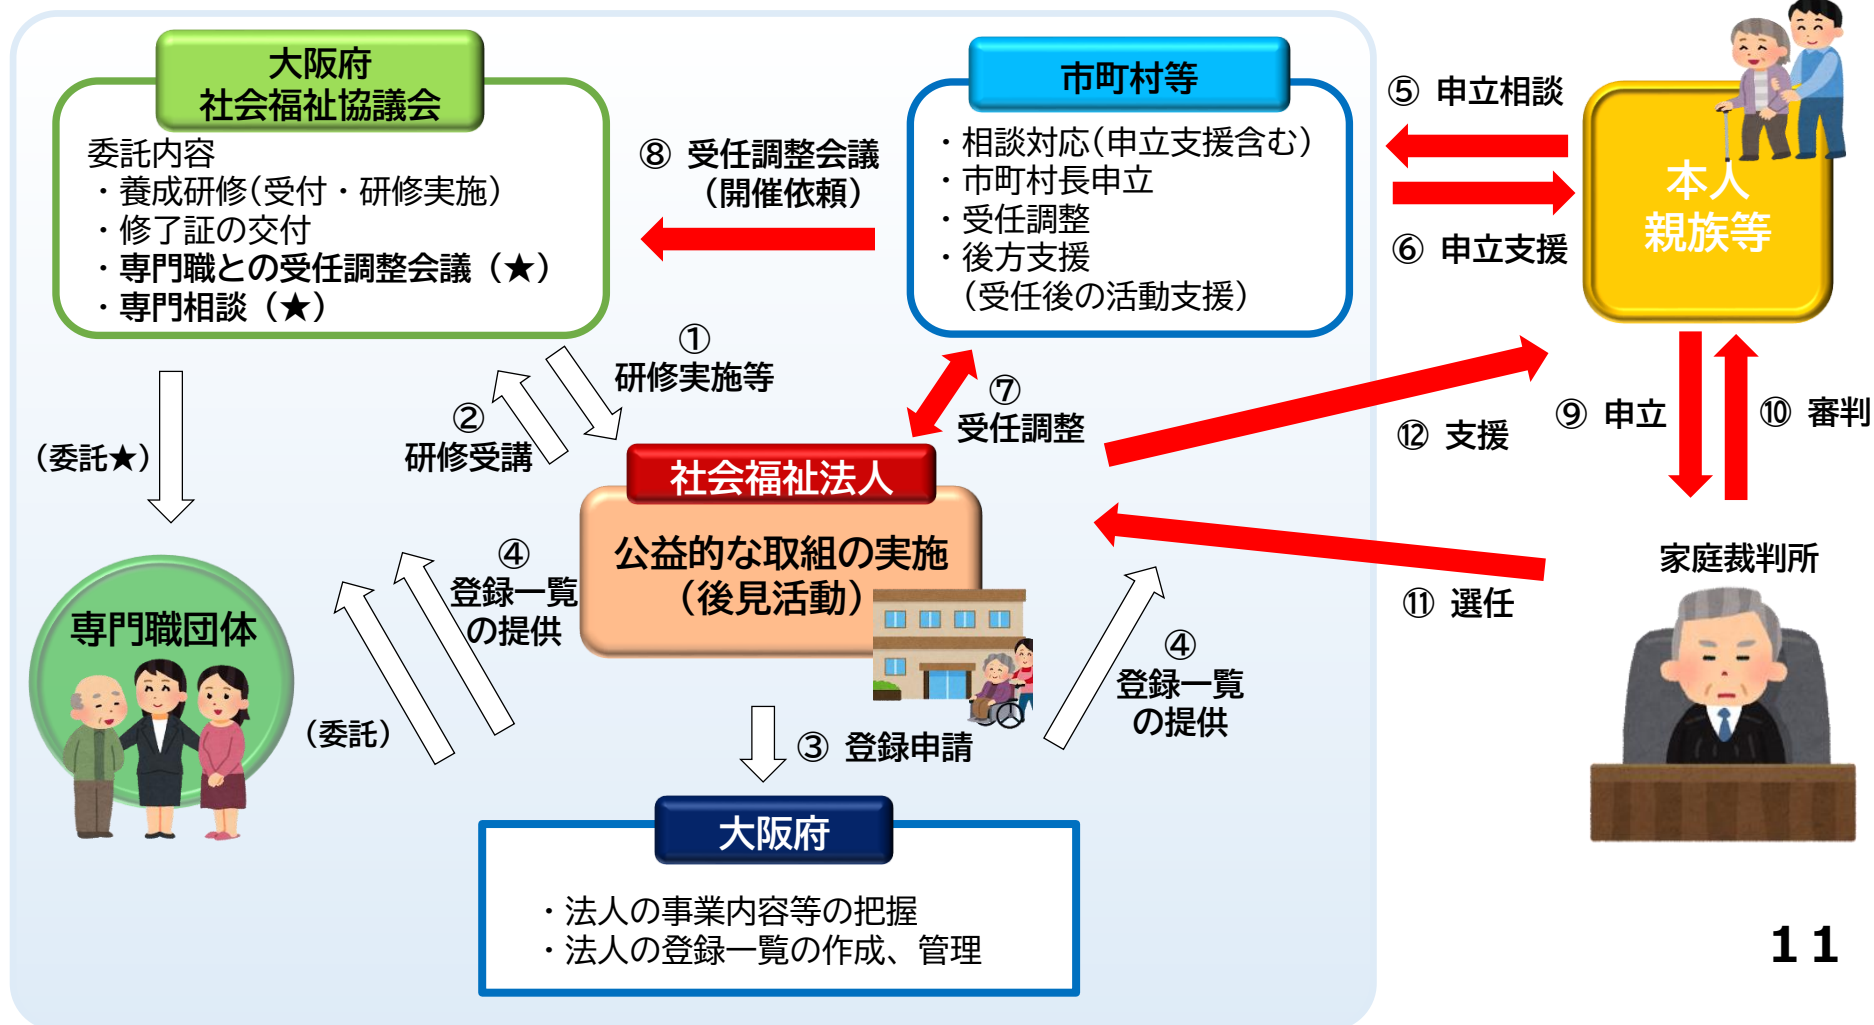 大阪府
社会福祉協議会
委託内容
・養成研修(受付・研修実施)
・修了証の交付
・専門職との受任調整会議（★）
・専門相談（★）
⑧ 受任調整会議
（開催依頼）
市町村等
・相談対応(申立支援含む)
・市町村長申立
・受任調整
・後方支援
（受任後の活動支援）
⑤ 申立相談
⑥ 申立支援
本人
親族等
①
研修実施等
②
研修受講
⑦
受任調整
⑫ 支援
⑨ 申立
⑩ 審判
（委託★）
社会福祉法人
公益的な取組の実施
（後見活動）
④
登録一覧
の提供
専門職団体
（委託）
③ 登録申請
④
登録一覧
の提供
⑪ 選任
家庭裁判所
大阪府
・法人の事業内容等の把握
・法人の登録一覧の作成、管理
11